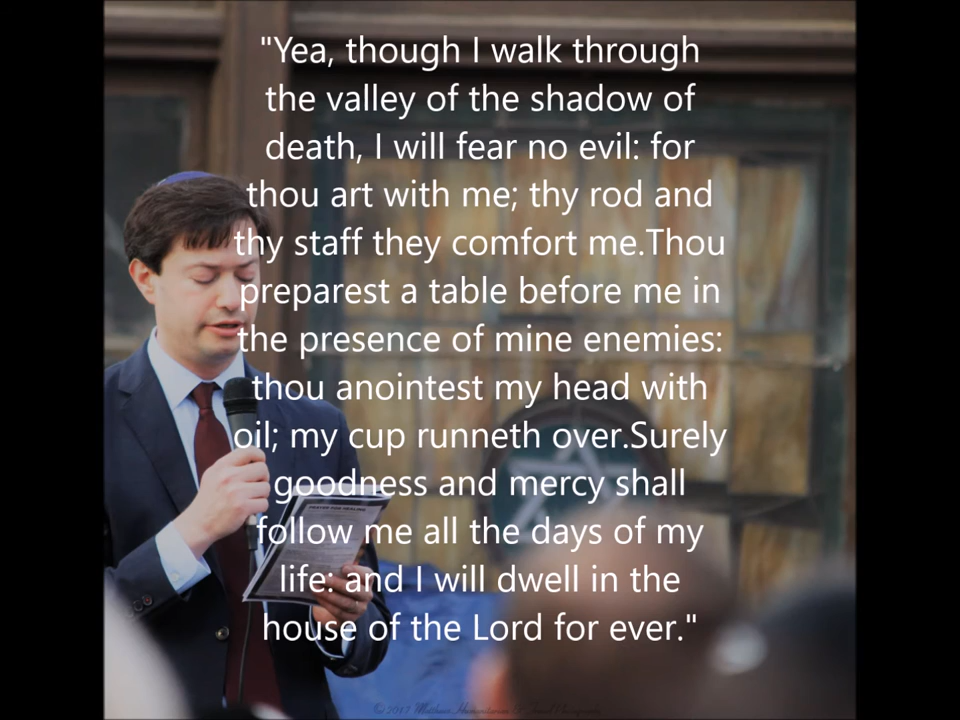 "Yea, though I walk through
the valley of the shadow of
death, I will fear no evil: for
thou art with me; thy rod and
thy staff they comfort me.Thou
preparest a table before me in
the presence of mine enemies:
thou anointest my head with
oil; my cup runneth over.Surely
goodness and mercy shall
follow me all the days of my
life: and I will dwell in the
house of the Lord for ever."
PRAYER FOR HEALING